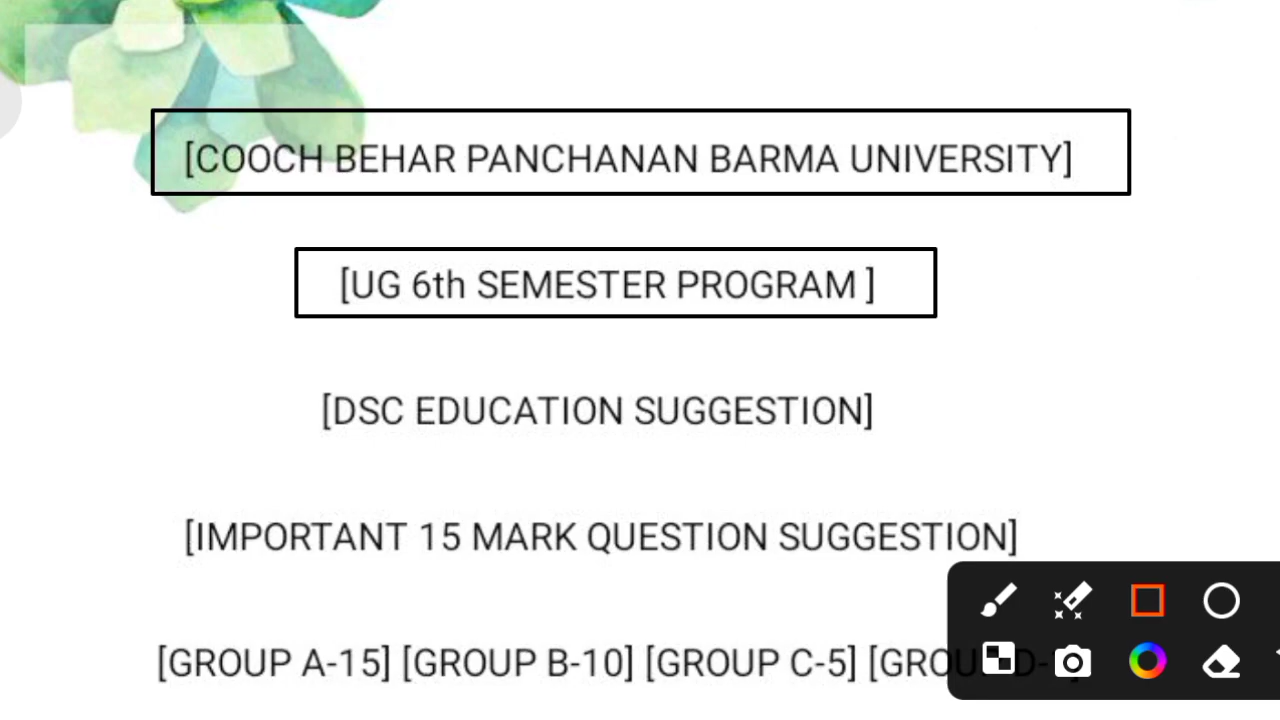 [COOCH BEHAR PANCHANAN BARMA UNIVERSITY]
[UG 6th SEMESTER PROGRAM ]
[DSC EDUCATION SUGGESTION]
[IMPORTANT 15 MARK QUESTION SUGGESTION]
[GROUP A-15] [GROUP B-10] [GROUP C-5]